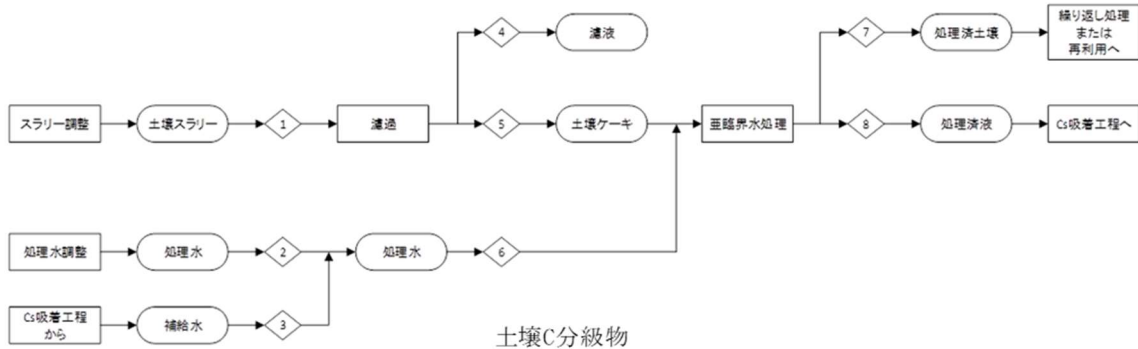 4
濾液
7
処理済土壌
繰り返し処理
または
再利用へ
スラリー調整
土壌スラリー
1
濾過
5
土壌ケーキ
亜臨界水処理
8
処理済液
Cs吸着工程へ
処理水調整
処理水
2
処理水
6
Cs吸着工程
から
補給水
3
土壌C分級物